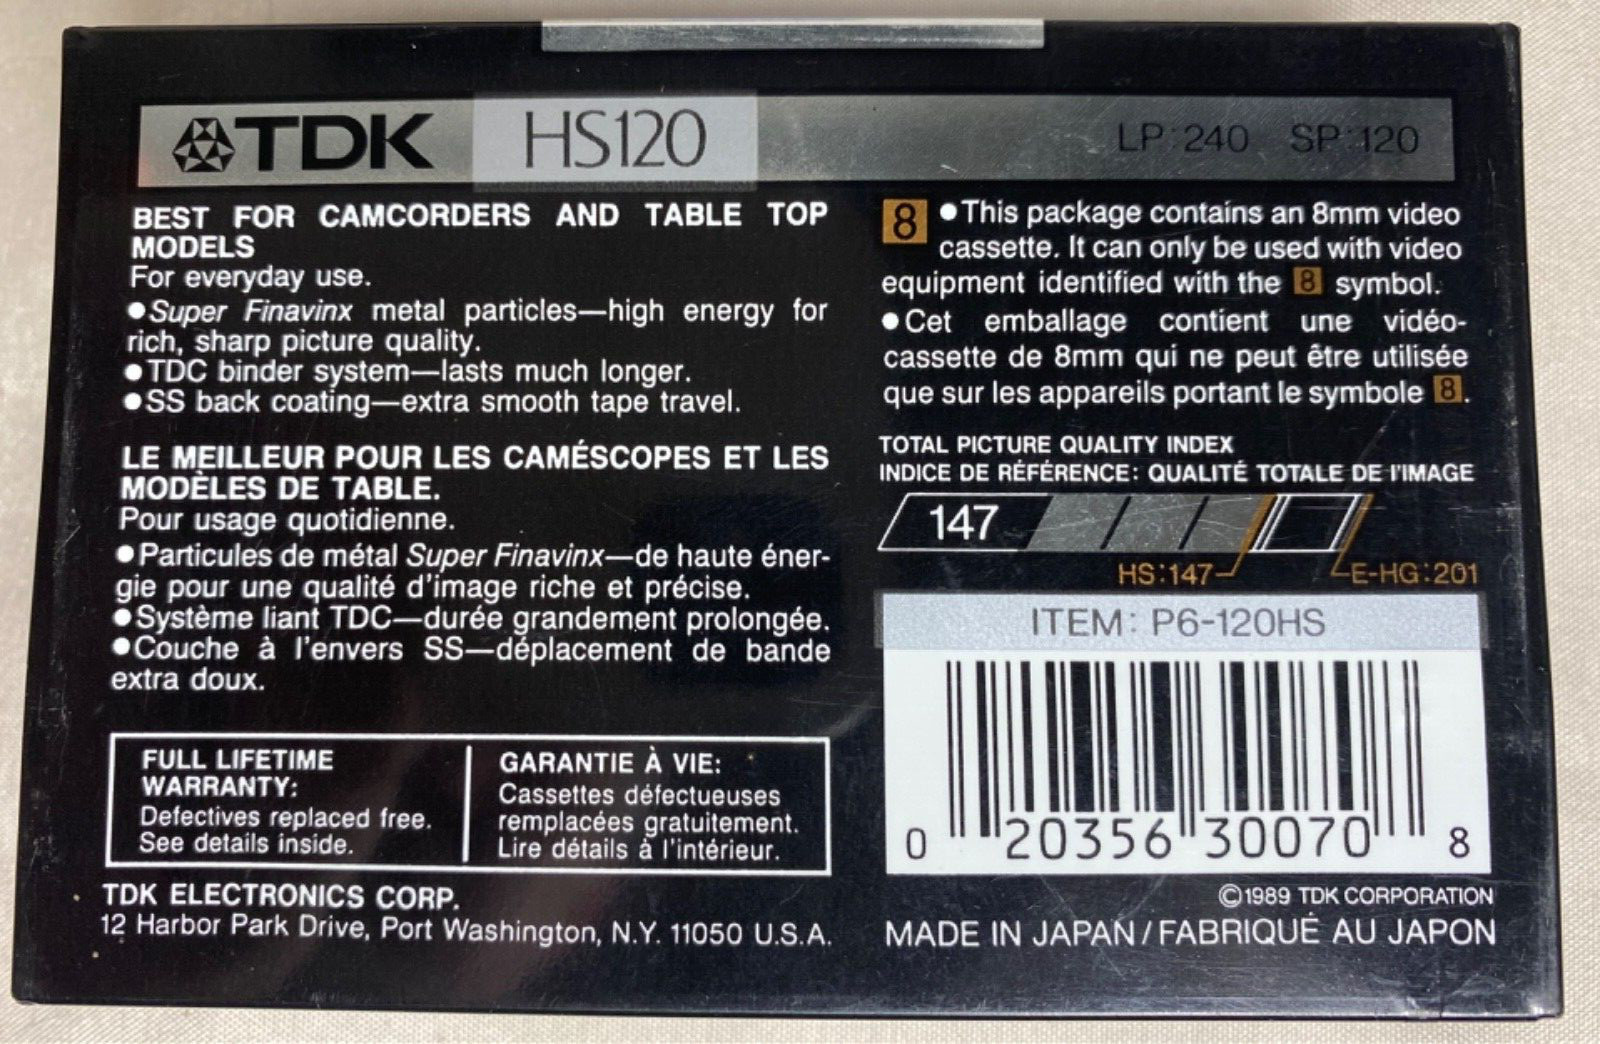 TDK HS120 LP:240 SP:120
BEST FOR CAMCORDERS AND TABLE TOP
MODELS
For everyday use.
●Super Finavinx metal particles—high energy for
rich, sharp picture quality.
●TDC binder system—lasts much longer.
●SS back coating—extra smooth tape travel.
LE MEILLEUR POUR LES CAMÉSCOPES ET LES
MODÈLES DE TABLE.
Pour usage quotidienne.
●Particules de métal Super Finavinx—de haute éner-
gie pour une qualité d'image riche et précise.
●Système liant TDC—durée grandement prolongée.
●Couche à l'envers SS—déplacement de bande
extra doux.
FULL LIFETIME
WARRANTY:
Defectives replaced free.
See details inside.
GARANTIE À VIE:
Cassettes défectueuses
remplacées gratuitement.
Lire détails à l'intérieur.
TDK ELECTRONICS CORP.
12 Harbor Park Drive, Port Washington, N.Y. 11050 U.S.A.
8 ●This package contains an 8mm video
cassette. It can only be used with video
equipment identified with the 8 symbol.
●Cet emballage contient une vidéo-
cassette de 8mm qui ne peut être utilisée
que sur les appareils portant le symbole 8.
TOTAL PICTURE QUALITY INDEX
INDICE DE RÉFÉRENCE: QUALITÉ TOTALE DE l'IMAGE
147
HS:147 E-HG:201
ITEM: P6-120HS
0 20356 30070 8
©1989 TDK CORPORATION
MADE IN JAPAN/FABRIQUÉ AU JAPON